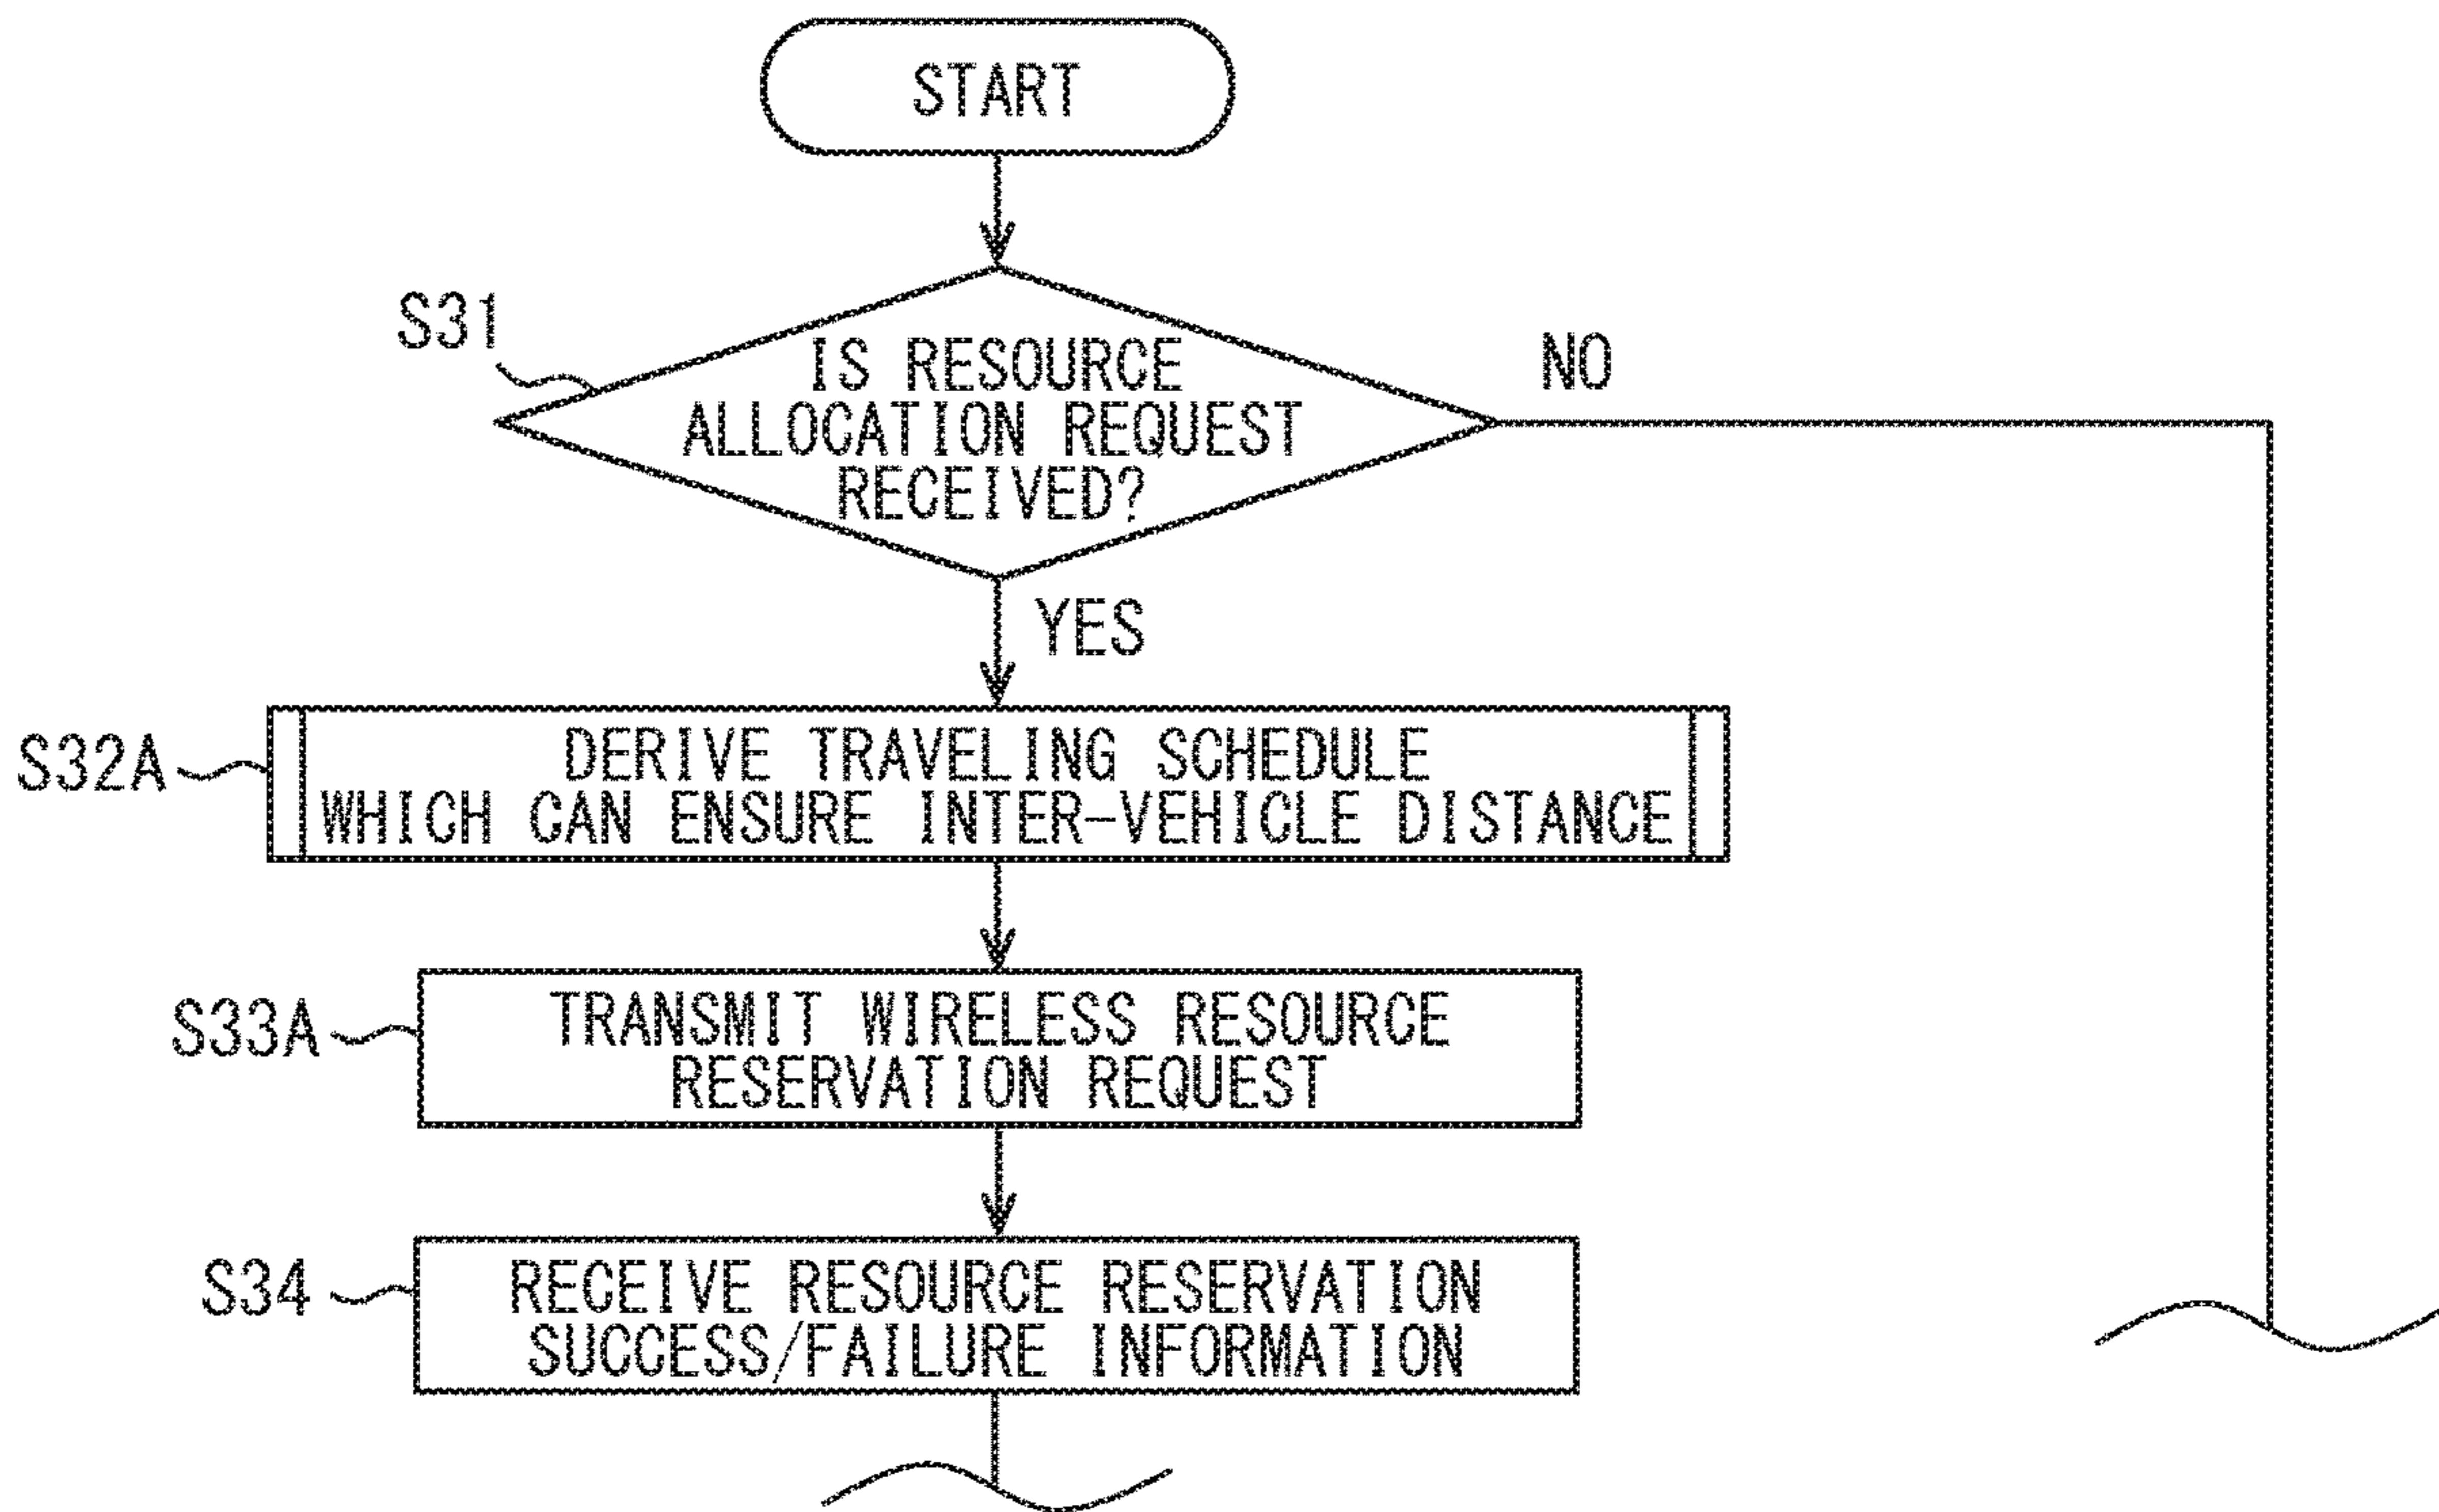 START
S31
IS RESOURCE
ALLOCATION REQUEST
RECEIVED?
NO
YES
S32A
DERIVE TRAVELING SCHEDULE
WHICH CAN ENSURE INTER-VEHICLE DISTANCE
S33A
TRANSMIT WIRELESS RESOURCE
RESERVATION REQUEST
S34
RECEIVE RESOURCE RESERVATION
SUCCESS/FAILURE INFORMATION